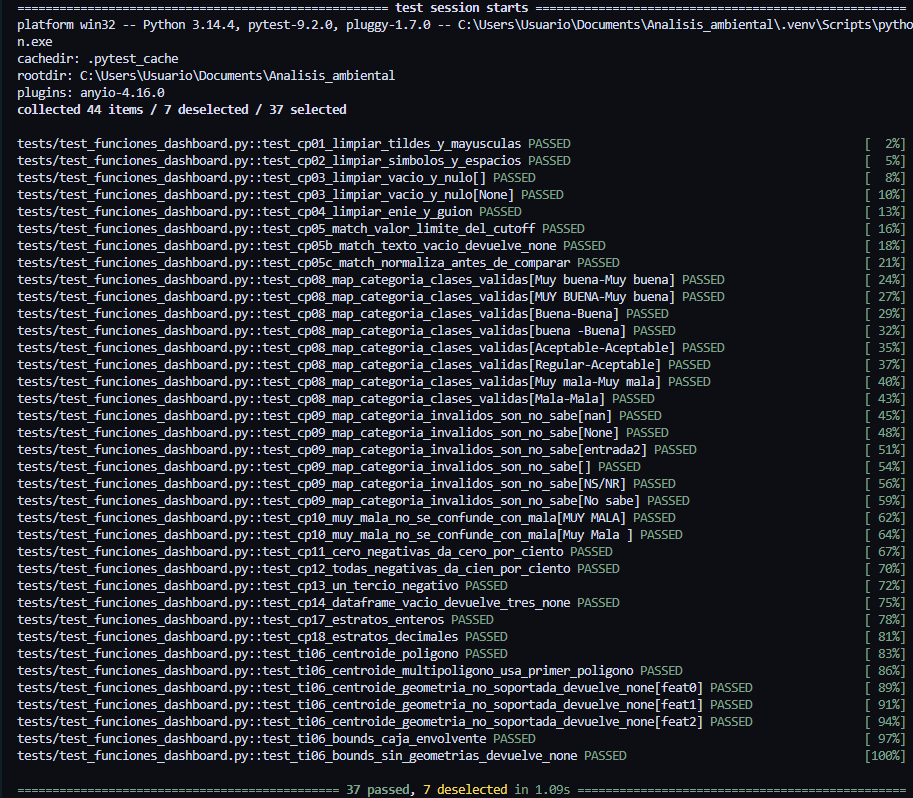 ============================= test session starts =============================
platform win32 -- Python 3.14.4, pytest-9.2.0, pluggy-1.7.0 -- C:\Users\Usuario\Documents\Analisis_ambiental\.venv\Scripts\pytho
n.exe
cachedir: .pytest_cache
rootdir: C:\Users\Usuario\Documents\Analisis_ambiental
plugins: anyio-4.16.0
collected 44 items / 7 deselected / 37 selected
tests/test_funciones_dashboard.py::test_cp01_limpiar_tildes_y_mayusculas PASSED [  2%]
tests/test_funciones_dashboard.py::test_cp02_limpiar_simbolos_y_espacios PASSED [  5%]
tests/test_funciones_dashboard.py::test_cp03_limpiar_vacio_y_nulo[] PASSED [  8%]
tests/test_funciones_dashboard.py::test_cp03_limpiar_vacio_y_nulo[None] PASSED [ 10%]
tests/test_funciones_dashboard.py::test_cp04_limpiar_enie_y_guion PASSED [ 13%]
tests/test_funciones_dashboard.py::test_cp05_match_valor_limite_del_cutoff PASSED [ 16%]
tests/test_funciones_dashboard.py::test_cp05b_match_texto_vacio_devuelve_none PASSED [ 18%]
tests/test_funciones_dashboard.py::test_cp05c_match_normaliza_antes_de_comparar PASSED [ 21%]
tests/test_funciones_dashboard.py::test_cp08_map_categoria_clases_validas[Muy buena-Muy buena] PASSED [ 24%]
tests/test_funciones_dashboard.py::test_cp08_map_categoria_clases_validas[MUY BUENA-Muy buena] PASSED [ 27%]
tests/test_funciones_dashboard.py::test_cp08_map_categoria_clases_validas[Buena-Buena] PASSED [ 29%]
tests/test_funciones_dashboard.py::test_cp08_map_categoria_clases_validas[buena -Buena] PASSED [ 32%]
tests/test_funciones_dashboard.py::test_cp08_map_categoria_clases_validas[Aceptable-Aceptable] PASSED [ 35%]
tests/test_funciones_dashboard.py::test_cp08_map_categoria_clases_validas[Regular-Aceptable] PASSED [ 37%]
tests/test_funciones_dashboard.py::test_cp08_map_categoria_clases_validas[Muy mala-Muy mala] PASSED [ 40%]
tests/test_funciones_dashboard.py::test_cp08_map_categoria_clases_validas[Mala-Mala] PASSED [ 43%]
tests/test_funciones_dashboard.py::test_cp09_map_categoria_invalidos_son_no_sabe[nan] PASSED [ 45%]
tests/test_funciones_dashboard.py::test_cp09_map_categoria_invalidos_son_no_sabe[None] PASSED [ 48%]
tests/test_funciones_dashboard.py::test_cp09_map_categoria_invalidos_son_no_sabe[entrada2] PASSED [ 51%]
tests/test_funciones_dashboard.py::test_cp09_map_categoria_invalidos_son_no_sabe[] PASSED [ 54%]
tests/test_funciones_dashboard.py::test_cp09_map_categoria_invalidos_son_no_sabe[NS/NR] PASSED [ 56%]
tests/test_funciones_dashboard.py::test_cp09_map_categoria_invalidos_son_no_sabe[No sabe] PASSED [ 59%]
tests/test_funciones_dashboard.py::test_cp10_muy_mala_no_se_confunde_con_mala[MUY MALA] PASSED [ 62%]
tests/test_funciones_dashboard.py::test_cp10_muy_mala_no_se_confunde_con_mala[Muy Mala ] PASSED [ 64%]
tests/test_funciones_dashboard.py::test_cp11_cero_negativas_da_cero_por_ciento PASSED [ 67%]
tests/test_funciones_dashboard.py::test_cp12_todas_negativas_da_cien_por_ciento PASSED [ 70%]
tests/test_funciones_dashboard.py::test_cp13_un_tercio_negativo PASSED [ 72%]
tests/test_funciones_dashboard.py::test_cp14_dataframe_vacio_devuelve_tres_none PASSED [ 75%]
tests/test_funciones_dashboard.py::test_cp17_estratos_enteros PASSED [ 78%]
tests/test_funciones_dashboard.py::test_cp18_estratos_decimales PASSED [ 81%]
tests/test_funciones_dashboard.py::test_ti06_centroide_poligono PASSED [ 83%]
tests/test_funciones_dashboard.py::test_ti06_centroide_multipoligono_usa_primer_poligono PASSED [ 86%]
tests/test_funciones_dashboard.py::test_ti06_centroide_geometria_no_soportada_devuelve_none[feat0] PASSED [ 89%]
tests/test_funciones_dashboard.py::test_ti06_centroide_geometria_no_soportada_devuelve_none[feat1] PASSED [ 91%]
tests/test_funciones_dashboard.py::test_ti06_centroide_geometria_no_soportada_devuelve_none[feat2] PASSED [ 94%]
tests/test_funciones_dashboard.py::test_ti06_bounds_caja_envolvente PASSED [ 97%]
tests/test_funciones_dashboard.py::test_ti06_bounds_sin_geometrias_devuelve_none PASSED [100%]
====================== 37 passed, 7 deselected in 1.09s =======================